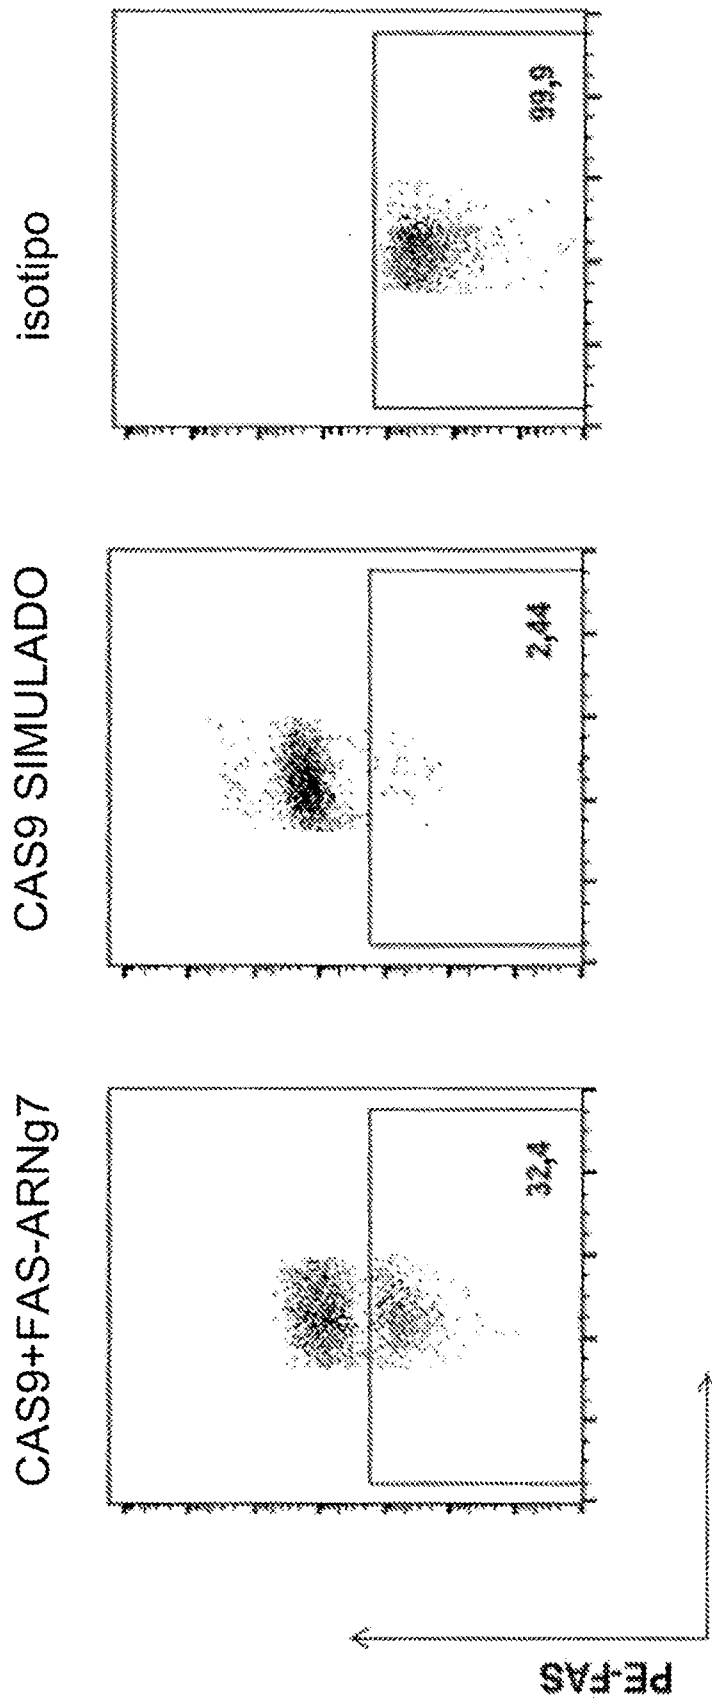 CAS9+FAS-ARNg7
CAS9 SIMULADO
isotipo
32,4
2,44
99,9
PE-FAS